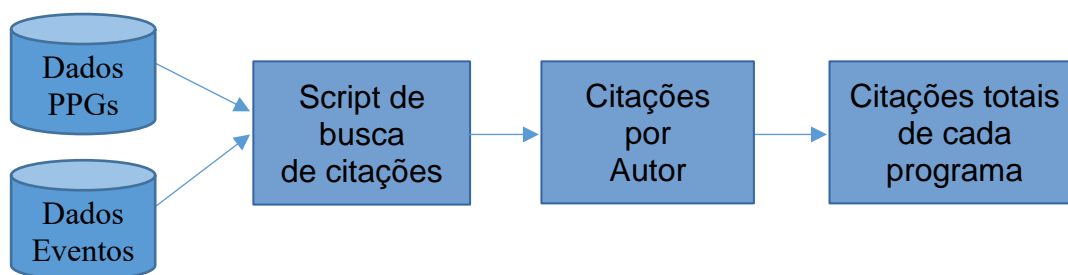 Dados
PPGs
Dados
Eventos
Script de
busca
de citações
Citações
por
Autor
Citações totais
de cada
programa